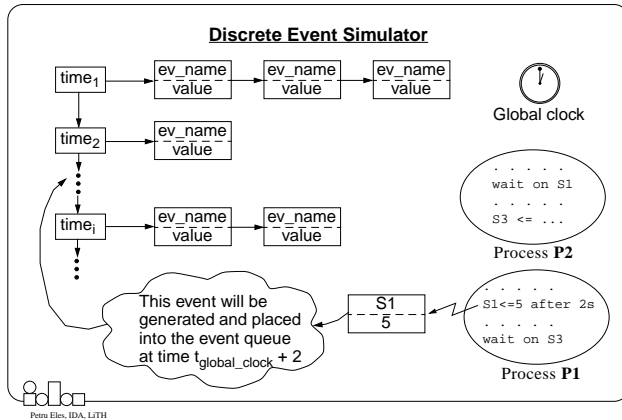 Discrete Event Simulator
time1
ev_name
value
ev_name
value
ev_name
value
Global clock
time2
ev_name
value
. . . . .
wait on S1
. . . . .
S3 <= ...
Process P2
timei
ev_name
value
ev_name
value
This event will be
generated and placed
into the event queue
at time tglobal_clock + 2
S1
5
. . . . .
S1<=5 after 2s
. . . . .
wait on S3
Process P1
Petru Eles, IDA, LiTH